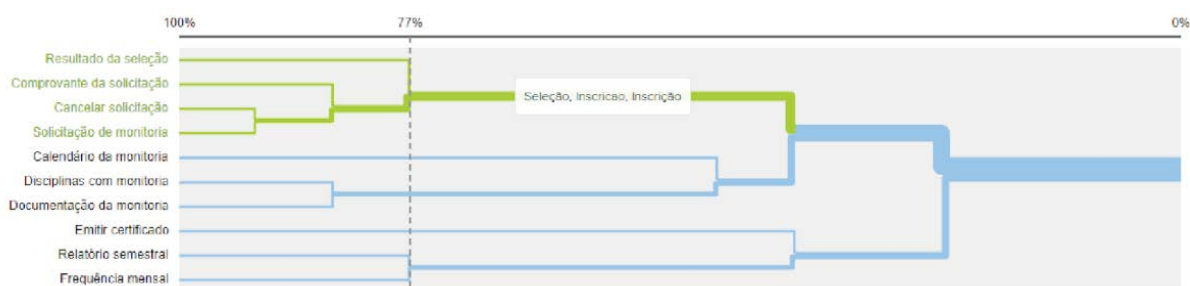 100% 77% 0%
Resultado da seleção
Comprovante da solicitação
Cancelar solicitação
Seleção, Inscricao, Inscrição
Solicitação de monitoria
Calendário da monitoria
Disciplinas com monitoria
Documentação da monitoria
Emitir certificado
Relatório semestral
Frequência mensal